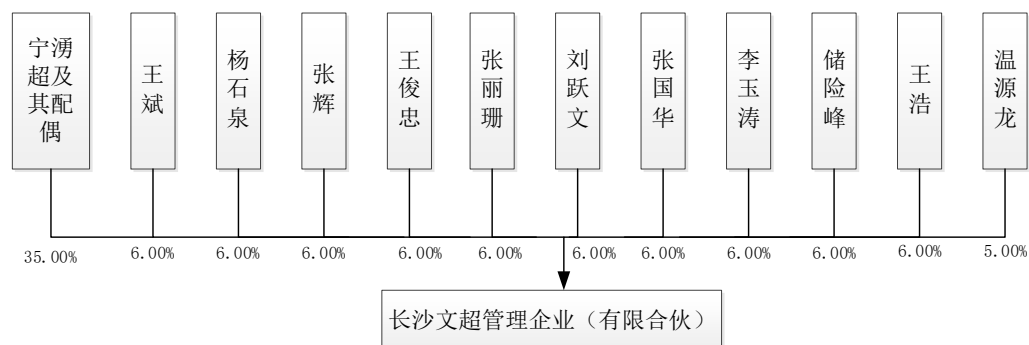 宁湧
超及
其配
偶
王
斌
杨
石
泉
张
辉
王
俊
忠
张
丽
珊
刘
跃
文
张
国
华
李
玉
涛
储
险
峰
王
浩
温
源
龙
35.00%
6.00%
6.00%
6.00%
6.00%
6.00%
6.00%
6.00%
6.00%
6.00%
6.00%
5.00%
长沙文超管理企业（有限合伙）